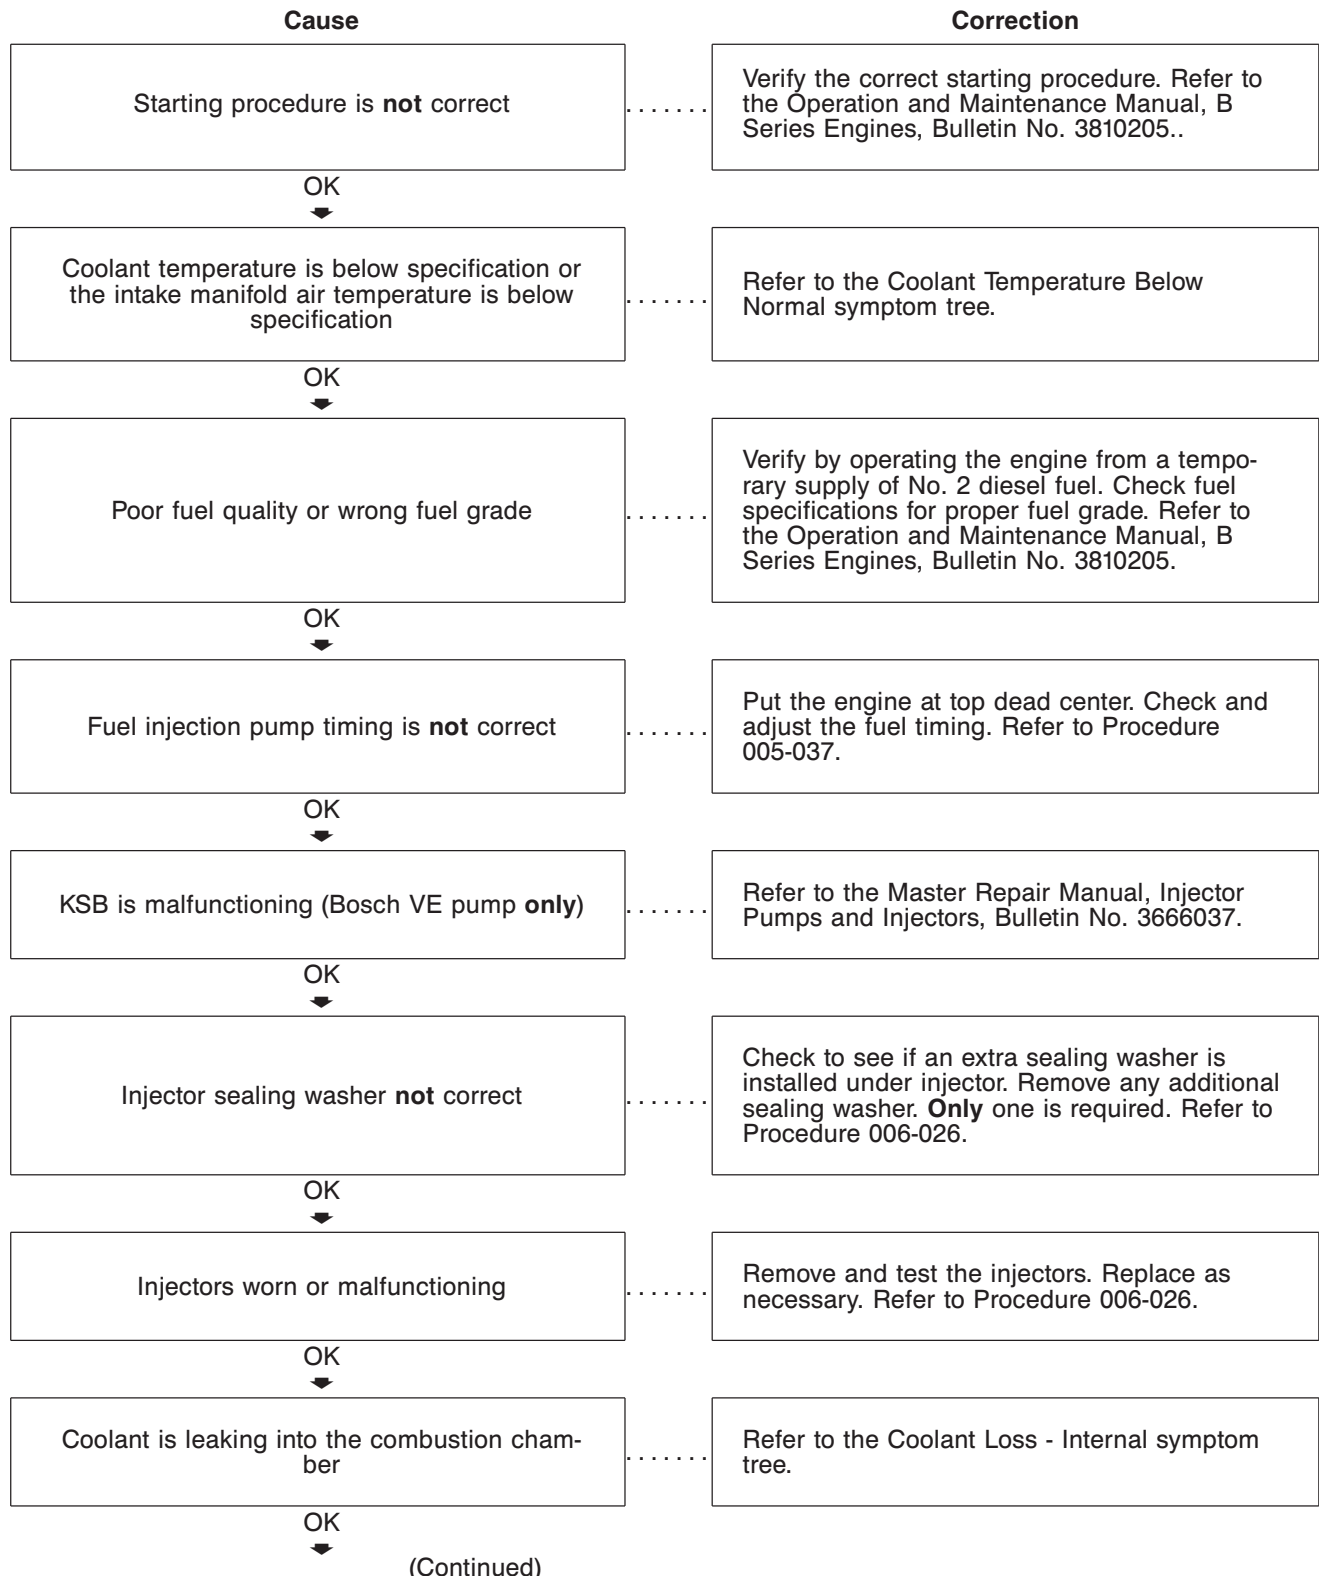 Cause
Correction
Starting procedure is not correct
.......
Verify the correct starting procedure. Refer to
the Operation and Maintenance Manual, B
Series Engines, Bulletin No. 3810205..
OK
Coolant temperature is below specification or
the intake manifold air temperature is below
specification
.......
Refer to the Coolant Temperature Below
Normal symptom tree.
OK
Poor fuel quality or wrong fuel grade
.......
Verify by operating the engine from a tempo-
rary supply of No. 2 diesel fuel. Check fuel
specifications for proper fuel grade. Refer to
the Operation and Maintenance Manual, B
Series Engines, Bulletin No. 3810205.
OK
Fuel injection pump timing is not correct
.......
Put the engine at top dead center. Check and
adjust the fuel timing. Refer to Procedure
005-037.
OK
KSB is malfunctioning (Bosch VE pump only)
.......
Refer to the Master Repair Manual, Injector
Pumps and Injectors, Bulletin No. 3666037.
OK
Injector sealing washer not correct
.......
Check to see if an extra sealing washer is
installed under injector. Remove any additional
sealing washer. Only one is required. Refer to
Procedure 006-026.
OK
Injectors worn or malfunctioning
.......
Remove and test the injectors. Replace as
necessary. Refer to Procedure 006-026.
OK
Coolant is leaking into the combustion cham-
ber
.......
Refer to the Coolant Loss - Internal symptom
tree.
OK
(Continued)